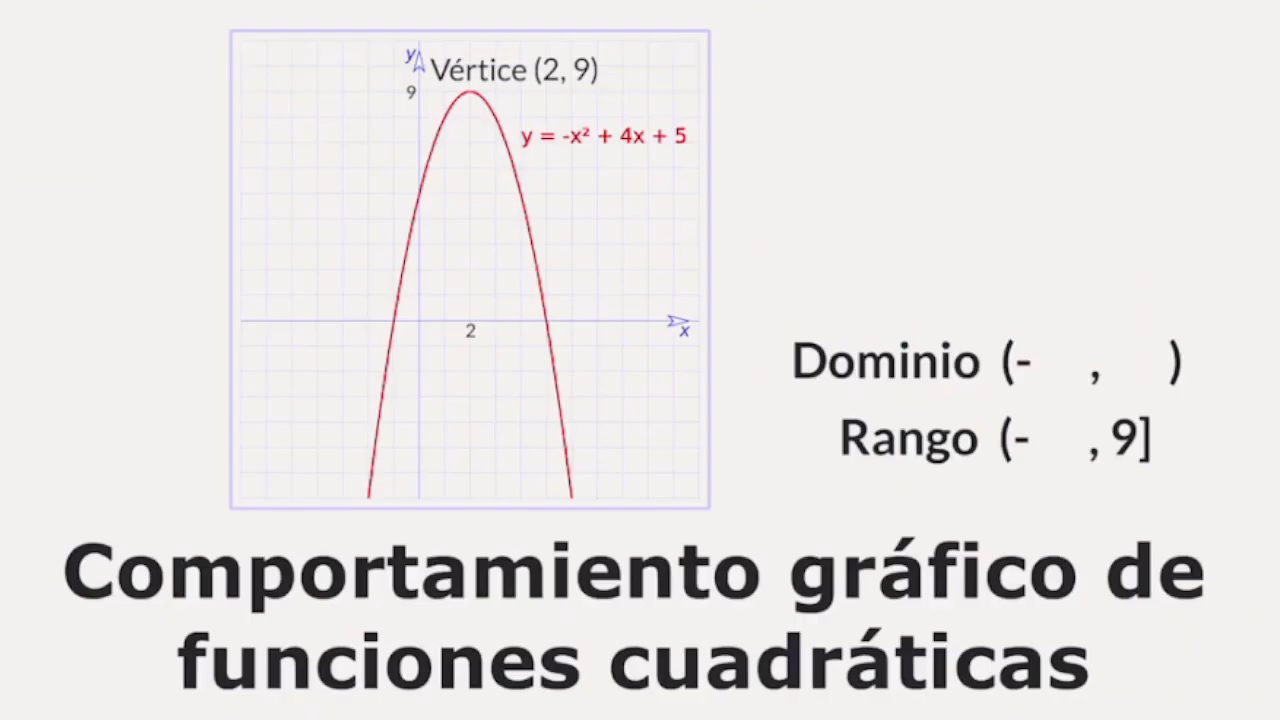 y
Vértice (2, 9)
9
y = -x² + 4x + 5
2
x
Dominio (- , )
Rango (- , 9]
Comportamiento gráfico de
funciones cuadráticas